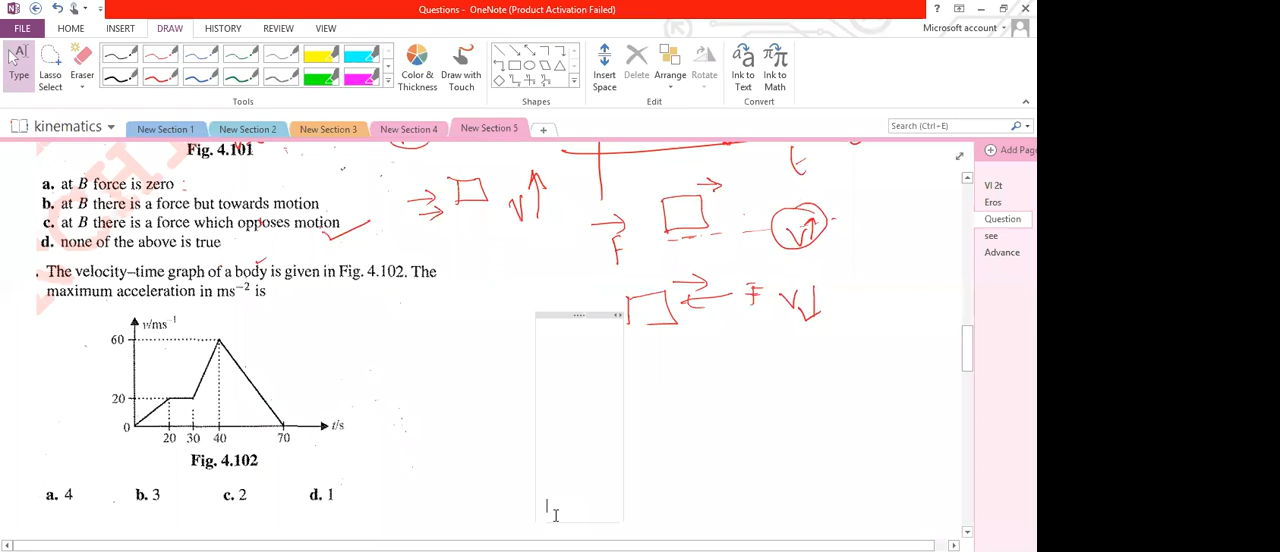 Questions - OneNote (Product Activation Failed)
FILE HOME INSERT DRAW HISTORY REVIEW VIEW
Microsoft account
Type
Lasso Select
Eraser
Color & Thickness
Draw with Touch
Insert Space
Delete
Arrange
Rotate
Ink to Text
Ink to Math
Tools
Shapes
Edit
Convert
kinematics
New Section 1
New Section 2
New Section 3
New Section 4
New Section 5
Search (Ctrl+E)
Add Pag
VI 2t
Eros
Question
see
Advance
Fig. 4.101
a. at B force is zero
b. at B there is a force but towards motion
c. at B there is a force which opposes motion
d. none of the above is true
t
V
F
V
F V
. The velocity–time graph of a body is given in Fig. 4.102. The
maximum acceleration in ms⁻² is
v/ms⁻¹
60
20
0
20 30 40 70
t/s
Fig. 4.102
a. 4 b. 3 c. 2 d. 1